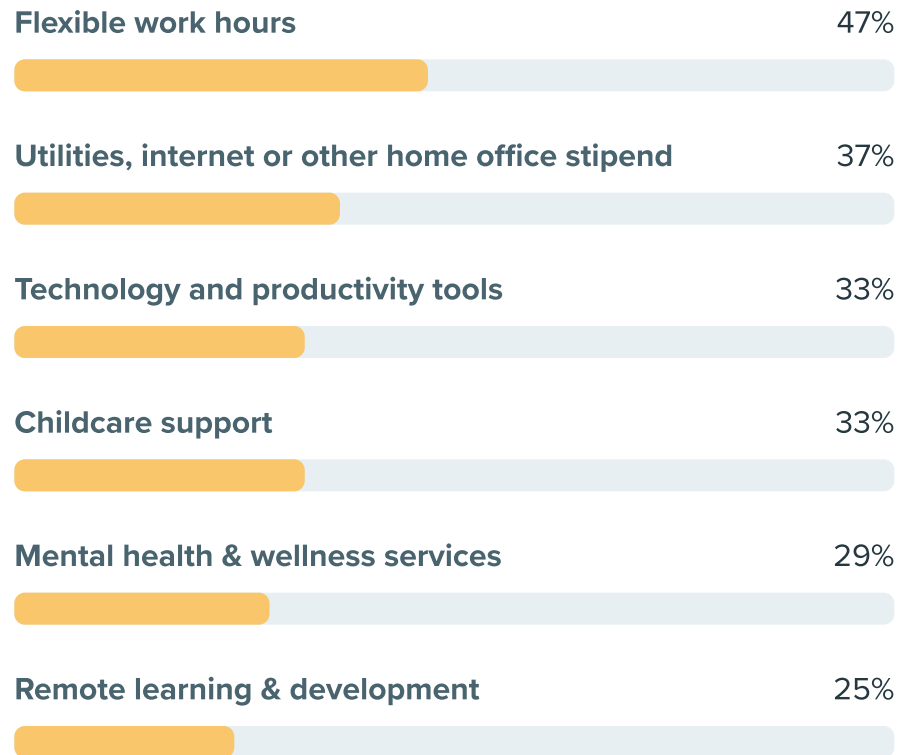 Flexible work hours 47%
Utilities, internet or other home office stipend 37%
Technology and productivity tools 33%
Childcare support 33%
Mental health & wellness services 29%
Remote learning & development 25%